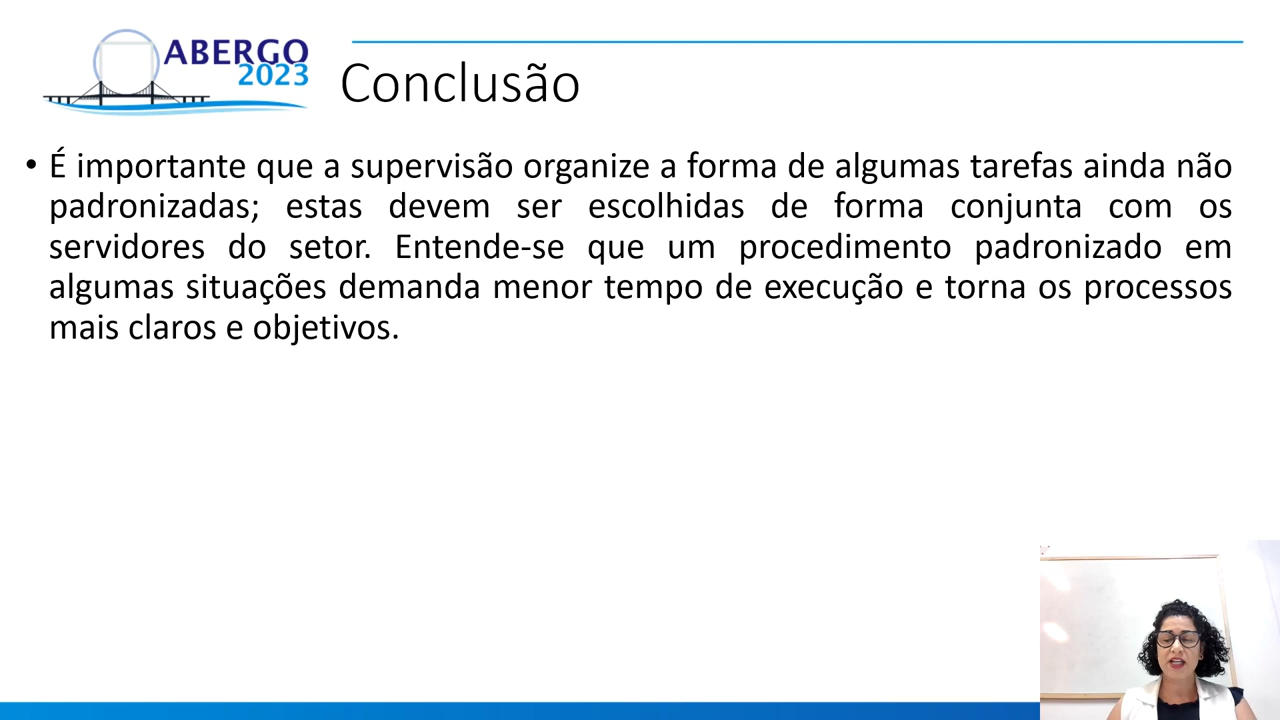 ABERGO
2023
Conclusão
• É importante que a supervisão organize a forma de algumas tarefas ainda não
padronizadas; estas devem ser escolhidas de forma conjunta com os
servidores do setor. Entende-se que um procedimento padronizado em
algumas situações demanda menor tempo de execução e torna os processos
mais claros e objetivos.